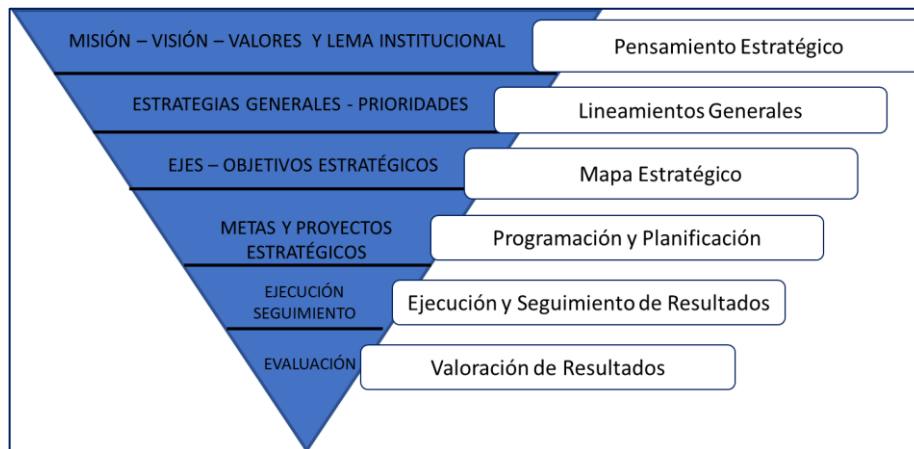 MISIÓN – VISIÓN – VALORES Y LEMA INSTITUCIONAL
Pensamiento Estratégico
ESTRATEGIAS GENERALES - PRIORIDADES
Lineamientos Generales
EJES – OBJETIVOS ESTRATÉGICOS
Mapa Estratégico
METAS Y PROYECTOS
ESTRATÉGICOS
Programación y Planificación
EJECUCIÓN
SEGUIMIENTO
Ejecución y Seguimiento de Resultados
EVALUACIÓN
Valoración de Resultados